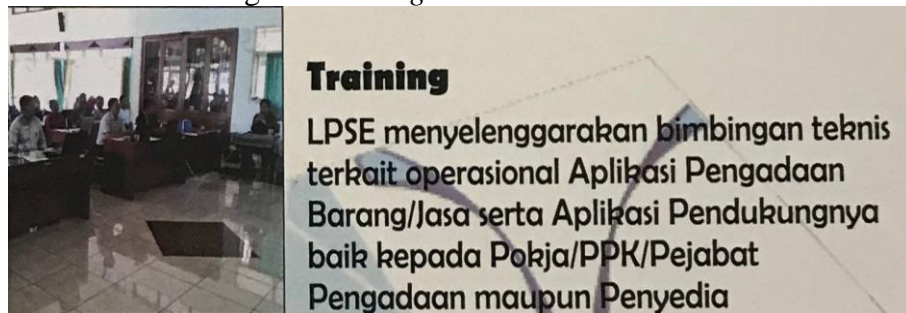 Training
LPSE menyelenggarakan bimbingan teknis
terkait operasional Aplikasi Pengadaan
Barang/Jasa serta Aplikasi Pendukungnya
baik kepada Pokja/PPK/Pejabat
Pengadaan maupun Penyedia